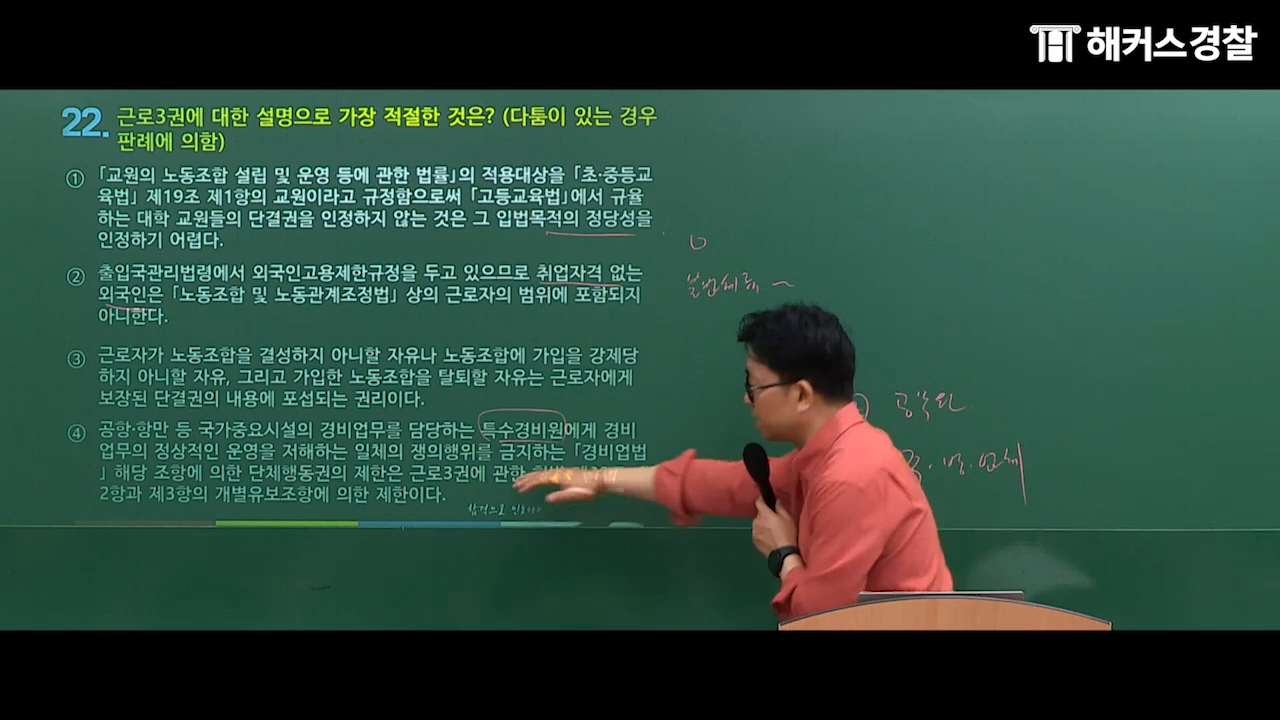 해커스경찰
22. 근로3권에 대한 설명으로 가장 적절한 것은? (다툼이 있는 경우
판례에 의함)
① 「교원의 노동조합 설립 및 운영 등에 관한 법률」의 적용대상을 「초·중등교
육법」 제19조 제1항의 교원이라고 규정함으로써 「고등교육법」에서 규율
하는 대학 교원들의 단결권을 인정하지 않는 것은 그 입법목적의 정당성을
인정하기 어렵다.
② 출입국관리법령에서 외국인고용제한규정을 두고 있으므로 취업자격 없는
외국인은 「노동조합 및 노동관계조정법」 상의 근로자의 범위에 포함되지
아니한다.
불법체류 ~
③ 근로자가 노동조합을 결성하지 아니할 자유나 노동조합에 가입을 강제당
하지 아니할 자유, 그리고 가입한 노동조합을 탈퇴할 자유는 근로자에게
보장된 단결권의 내용에 포섭되는 권리이다.
④ 공항·항만 등 국가중요시설의 경비업무를 담당하는 특수경비원에게 경비
업무의 정상적인 운영을 저해하는 일체의 쟁의행위를 금지하는 「경비업법
」 해당 조항에 의한 단체행동권의 제한은 근로3권에 관한
2항과 제3항의 개별유보조항에 의한 제한이다.
공무원